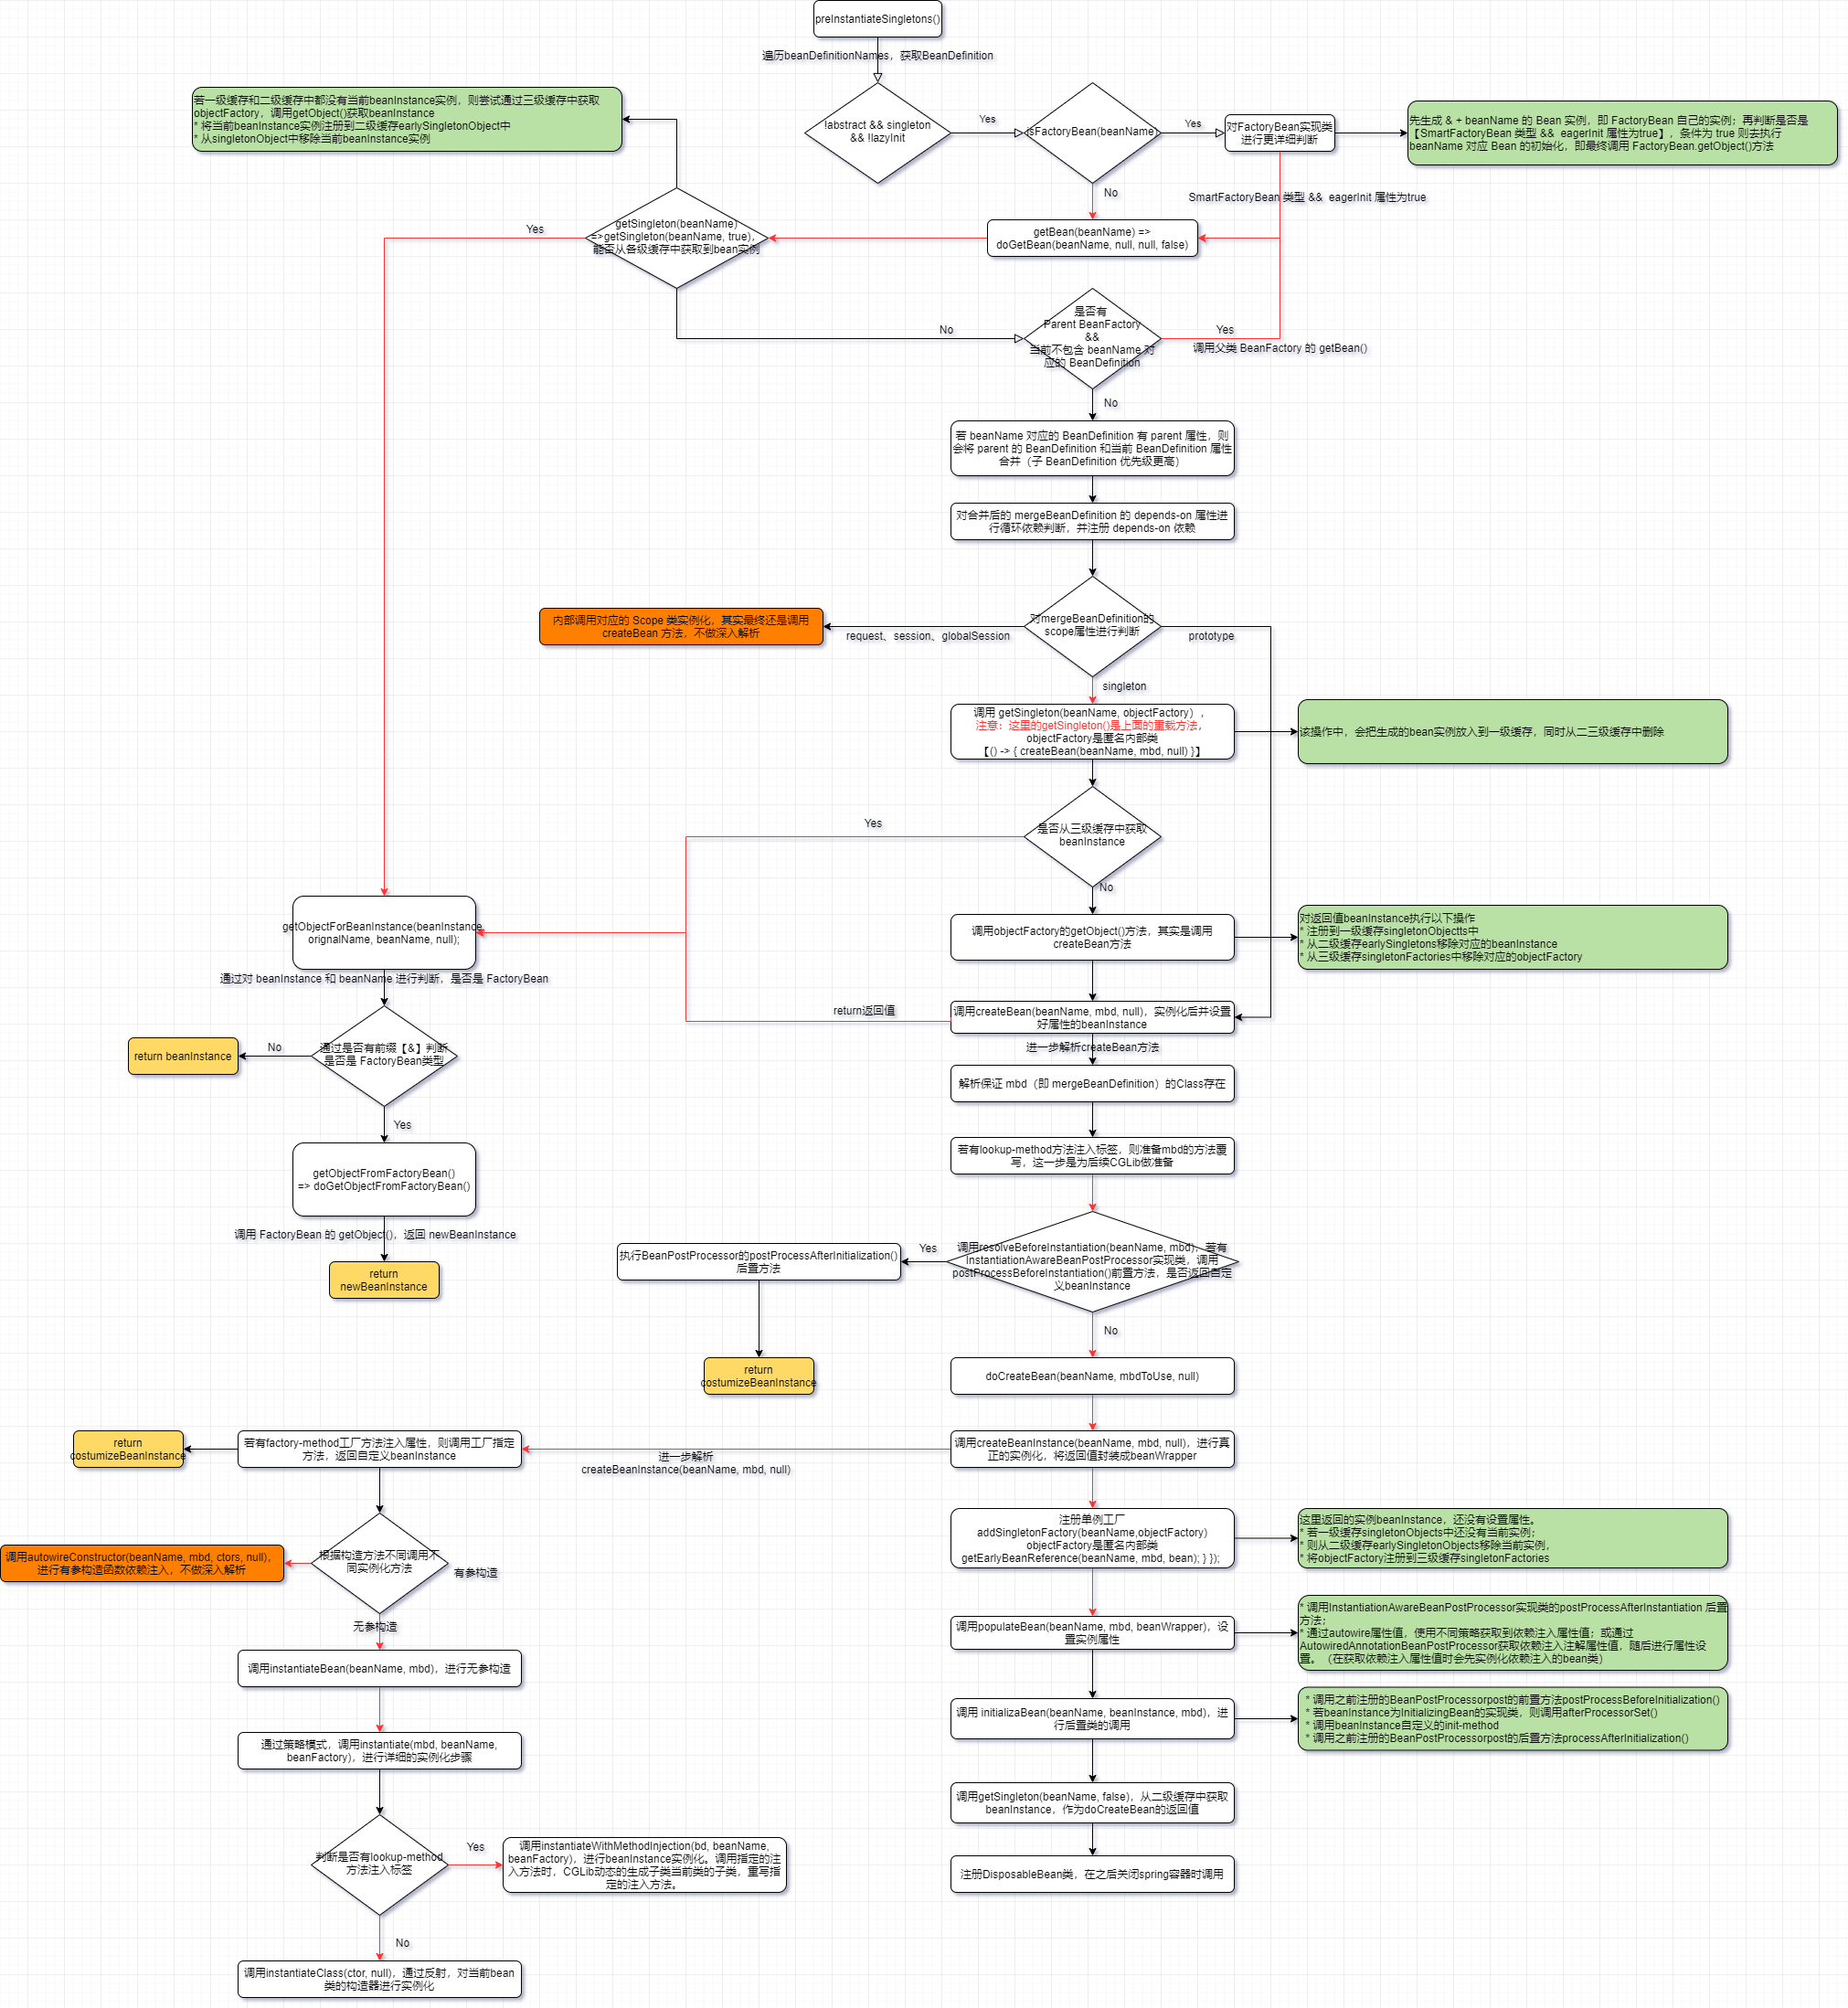 preInstantiateSingletons()
遍历beanDefinitionNames，获取BeanDefinition
若一级缓存和二级缓存中都没有当前beanInstance实例，则尝试通过三级缓存中获取
objectFactory，调用getObject()获取beanInstance
* 将当前beanInstance实例注册到二级缓存earlySingletonObject中
* 从singletonObject中移除当前beanInstance实例
!abstract && singleton
&& !lazyInit
Yes
isFactoryBean(beanName)
Yes
对FactoryBean实现类
进行更详细判断
先生成 & + beanName 的 Bean 实例，即 FactoryBean 自己的实例；再判断是否是
【SmartFactoryBean 类型 &&  eagerInit 属性为true】，条件为 true 则去执行
beanName 对应 Bean 的初始化，即最终调用 FactoryBean.getObject()方法
No
SmartFactoryBean 类型 &&  eagerInit 属性为true
Yes
getSingleton(beanName)
=>getSingleton(beanName, true)，
能否从各级缓存中获取到bean实例
getBean(beanName) =>
doGetBean(beanName, null, null, false)
No
是否有
Parent BeanFactory
&&
当前不包含 beanName 对
应的 BeanDefinition
Yes
调用父类 BeanFactory 的 getBean()
No
若 beanName 对应的 BeanDefinition 有 parent 属性，则
会将 parent 的 BeanDefinition 和当前 BeanDefinition 属性
合并（子 BeanDefinition 优先级更高）
对合并后的 mergeBeanDefinition 的 depends-on 属性进
行循环依赖判断，并注册 depends-on 依赖
内部调用对应的 Scope 类实例化，其实最终还是调用
createBean 方法，不做深入解析
request、session、globalSession
对mergeBeanDefinition的
scope属性进行判断
prototype
singleton
调用 getSingleton(beanName, objectFactory），
注意：这里的getSingleton()是上面的重载方法，
objectFactory是匿名内部类
【() -> { createBean(beanName, mbd, null) }】
该操作中，会把生成的bean实例放入到一级缓存，同时从二三级缓存中删除
Yes
是否从三级缓存中获取
beanInstance
No
getObjectForBeanInstance(beanInstance,
orignalName, beanName, null);
调用objectFactory的getObject()方法，其实是调用
createBean方法
对返回值beanInstance执行以下操作
* 注册到一级缓存singletonObjectts中
* 从二级缓存earlySingletons移除对应的beanInstance
* 从三级缓存singletonFactories中移除对应的objectFactory
通过对 beanInstance 和 beanName 进行判断，是否是 FactoryBean
return返回值
调用createBean(beanName, mbd, null)，实例化后并设置
好属性的beanInstance
进一步解析createBean方法
return beanInstance
No
通过是否有前缀【&】判断
是否是 FactoryBean类型
解析保证 mbd（即 mergeBeanDefinition）的Class存在
Yes
若有lookup-method方法注入标签，则准备mbd的方法覆
写，这一步是为后续CGLib做准备
getObjectFromFactoryBean()
=> doGetObjectFromFactoryBean()
调用 FactoryBean 的 getObject()，返回 newBeanInstance
return
newBeanInstance
执行BeanPostProcessor的postProcessAfterInitialization()
后置方法
Yes
调用resolveBeforeInstantiation(beanName, mbd)，若有
InstantiationAwareBeanPostProcessor实现类，调用
postProcessBeforeInstantiation()前置方法，是否返回自定
义beanInstance
No
return
costumizeBeanInstance
doCreateBean(beanName, mbdToUse, null)
return
costumizeBeanInstance
若有factory-method工厂方法注入属性，则调用工厂指定
方法，返回自定义beanInstance
进一步解析
createBeanInstance(beanName, mbd, null)
调用createBeanInstance(beanName, mbd, null)，进行真
正的实例化，将返回值封装成beanWrapper
注册单例工厂
addSingletonFactory(beanName,objectFactory)
objectFactory是匿名内部类
getEarlyBeanReference(beanName, mbd, bean); } });
这里返回的实例beanInstance，还没有设置属性。
* 若一级缓存singletonObjects中还没有当前实例；
* 则从二级缓存earlySingletonObjects移除当前实例，
* 将objectFactory注册到三级缓存singletonFactories
调用autowireConstructor(beanName, mbd, ctors, null)，
进行有参构造函数依赖注入，不做深入解析
根据构造方法不同调用不
同实例化方法
有参构造
无参构造
调用populateBean(beanName, mbd, beanWrapper)，设
置实例属性
* 调用InstantiationAwareBeanPostProcessor实现类的postProcessAfterInstantiation 后置
方法；
* 通过autowire属性值，使用不同策略获取到依赖注入属性值；或通过
AutowiredAnnotationBeanPostProcessor获取依赖注入注解属性值，随后进行属性设
置。（在获取依赖注入属性值时会先实例化依赖注入的bean类）
调用instantiateBean(beanName, mbd)，进行无参构造
调用 initializaBean(beanName, beanInstance, mbd)，进
行后置类的调用
* 调用之前注册的BeanPostProcessorpost的前置方法postProcessBeforeInitialization()
* 若beanInstance为InitializingBean的实现类，则调用afterProcessorSet()
* 调用beanInstance自定义的init-method
* 调用之前注册的BeanPostProcessorpost的后置方法processAfterInitialization()
通过策略模式，调用instantiate(mbd, beanName,
beanFactory)，进行详细的实例化步骤
调用getSingleton(beanName, false)，从二级缓存中获取
beanInstance，作为doCreateBean的返回值
判断是否有lookup-method
方法注入标签
Yes
调用instantiateWithMethodInjection(bd, beanName,
beanFactory)，进行beanInstance实例化。调用指定的注
入方法时，CGLib动态的生成子类当前类的子类，重写指
定的注入方法。
注册DisposableBean类，在之后关闭spring容器时调用
No
调用instantiateClass(ctor, null)，通过反射，对当前bean
类的构造器进行实例化